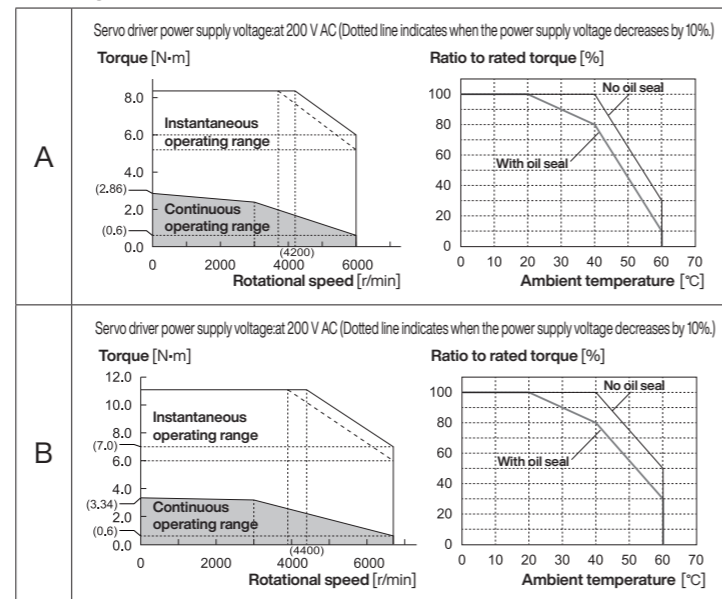 A
Servo driver power supply voltage:at 200 V AC (Dotted line indicates when the power supply voltage decreases by 10%.)
Torque [N•m]
8.0
6.0
4.0
(2.86)
2.0
(0.6)
0.0
Instantaneous
operating range
Continuous
operating range
(4200)
0 2000 4000 6000
Rotational speed [r/min]
Ratio to rated torque [%]
100
80
60
40
20
0
No oil seal
With oil seal
0 10 20 30 40 50 60 70
Ambient temperature [℃]
B
Servo driver power supply voltage:at 200 V AC (Dotted line indicates when the power supply voltage decreases by 10%.)
Torque [N•m]
12.0
10.0
8.0
(7.0)
6.0
4.0
(3.34)
2.0
(0.6)
0.0
Instantaneous
operating range
Continuous
operating range
(4400)
0 2000 4000 6000
Rotational speed [r/min]
Ratio to rated torque [%]
100
80
60
40
20
0
No oil seal
With oil seal
0 10 20 30 40 50 60 70
Ambient temperature [℃]